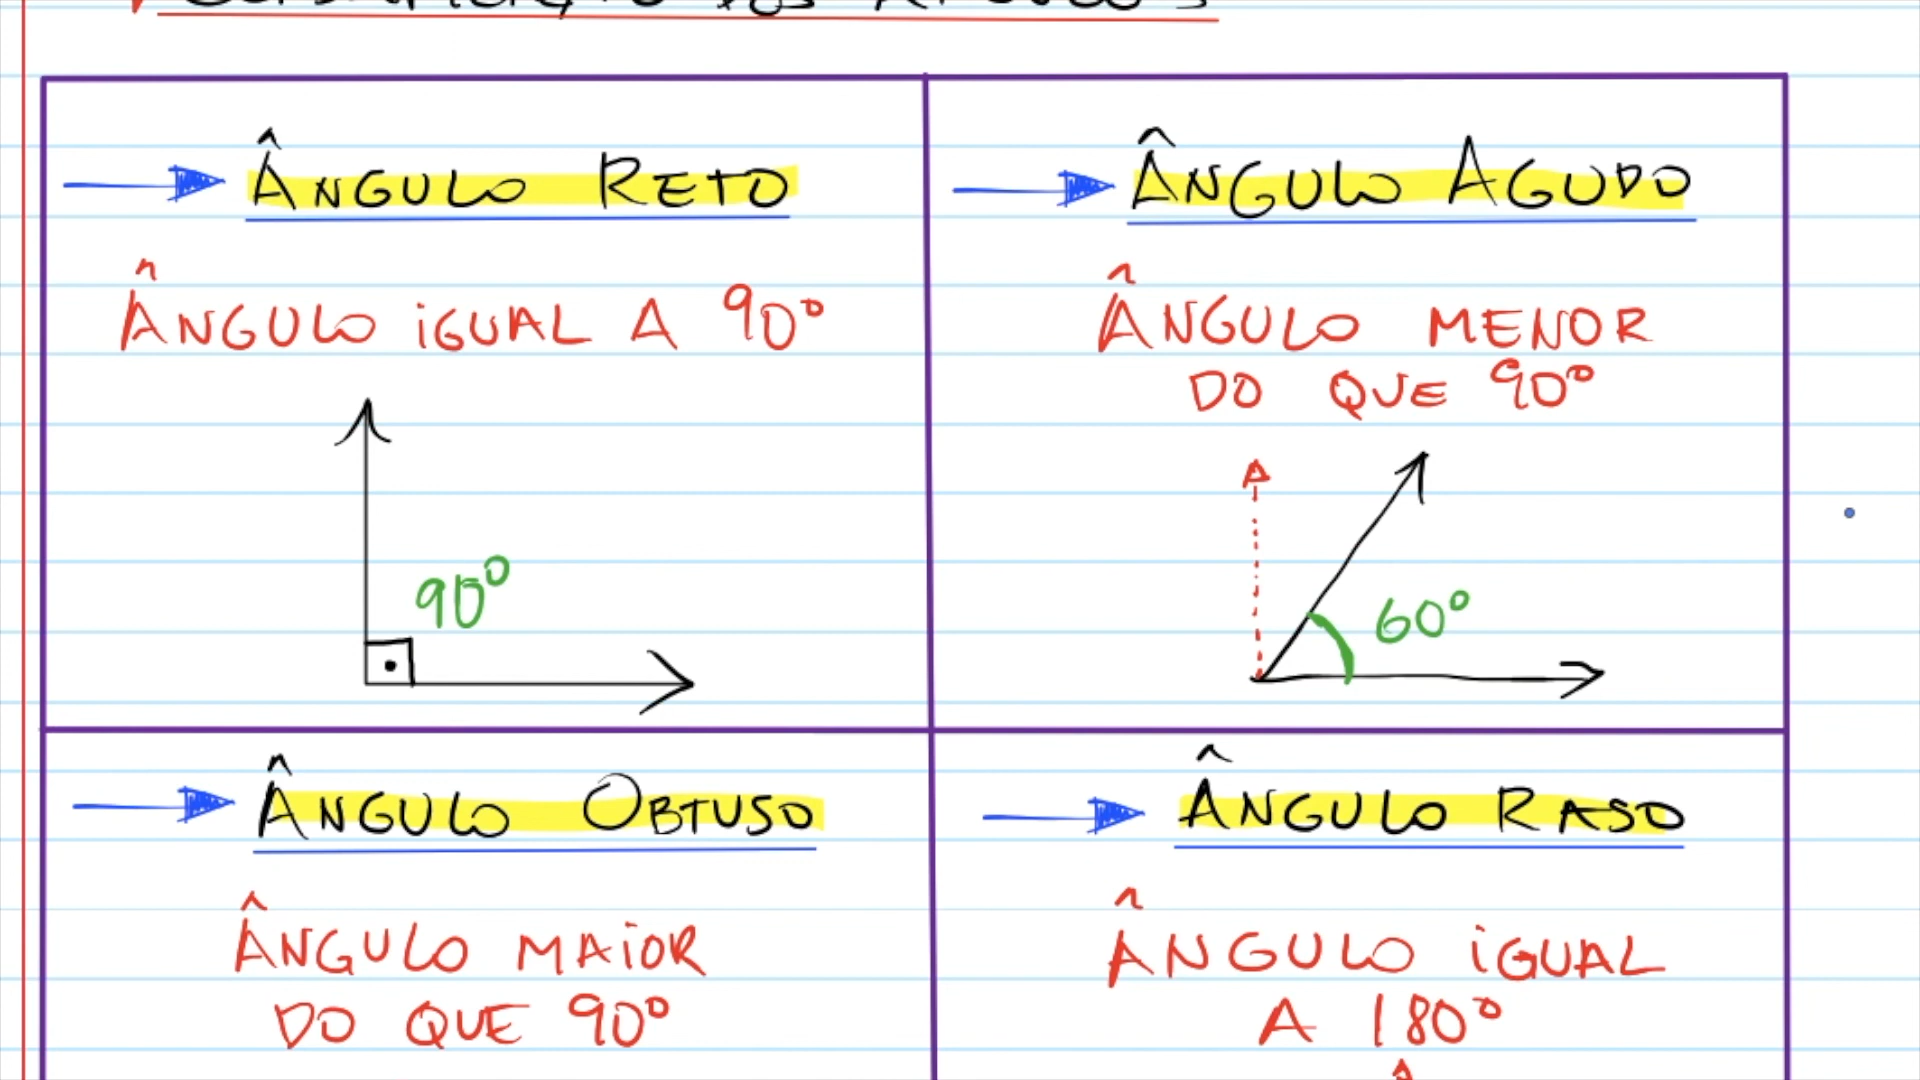 Ângulo Reto
Ângulo igual a 90°
90°
Ângulo Agudo
Ângulo menor
do que 90°
60°
Ângulo Obtuso
Ângulo maior
do que 90°
Ângulo Raso
Ângulo igual
a 180°